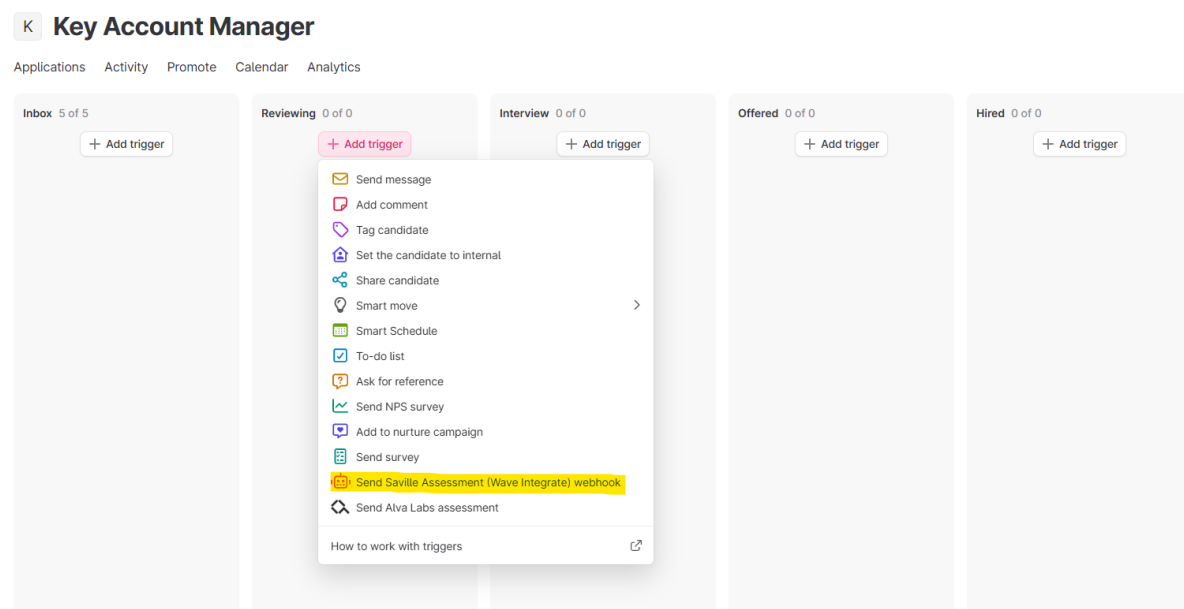 K Key Account Manager
Applications Activity Promote Calendar Analytics
Inbox 5 of 5 Reviewing 0 of 0 Interview 0 of 0 Offered 0 of 0 Hired 0 of 0
+ Add trigger + Add trigger + Add trigger + Add trigger + Add trigger
Send message
Add comment
Tag candidate
Set the candidate to internal
Share candidate
Smart move
Smart Schedule
To-do list
Ask for reference
Send NPS survey
Add to nurture campaign
Send survey
Send Saville Assessment (Wave Integrate) webhook
Send Alva Labs assessment
How to work with triggers